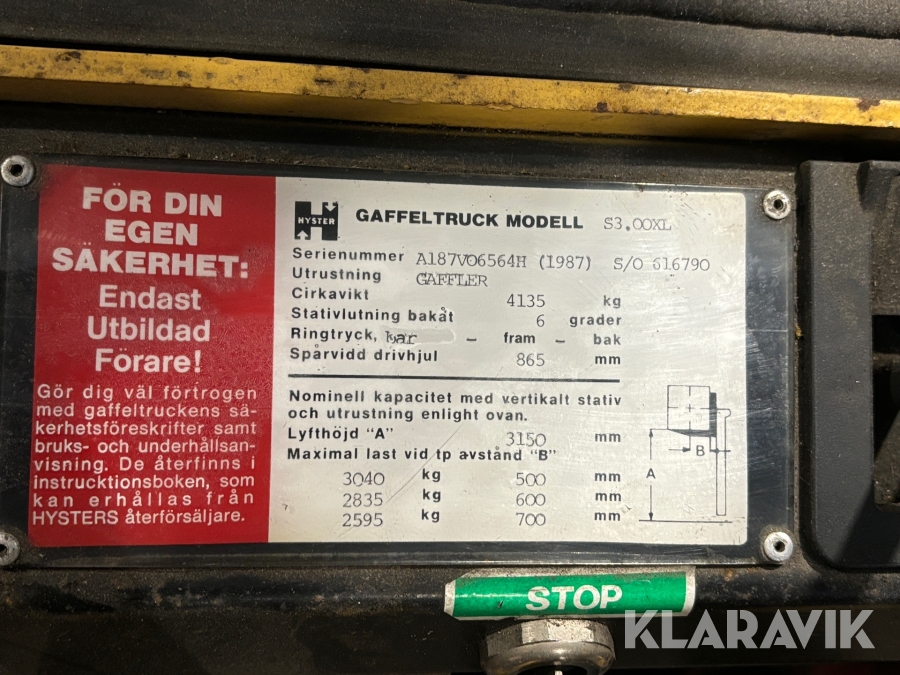 FÖR DIN
EGEN
SÄKERHET:
Endast
Utbildad
Förare!
Gör dig väl förtrogen
med gaffeltruckens sä-
kerhetsföreskrifter samt
bruks- och underhållsan-
visning. De återfinns i
instrucktionsboken, som
kan erhållas från
HYSTERS återförsäljare.
HYSTER
GAFFELTRUCK MODELL S3.00XL
Serienummer A187V06564H (1987) S/O 616790
Utrustning GAFFLER
Cirkavikt 4135 kg
Stativlutning bakåt 6 grader
Ringtryck, bar - fram - bak
Spårvidd drivhjul 865 mm
Nominell kapacitet med vertikalt stativ
och utrustning enlight ovan.
Lyfthöjd "A" 3150 mm
Maximal last vid tp avstånd "B"
3040 kg 500 mm
2835 kg 600 mm
2595 kg 700 mm
B
A
STOP
KLARAVIK